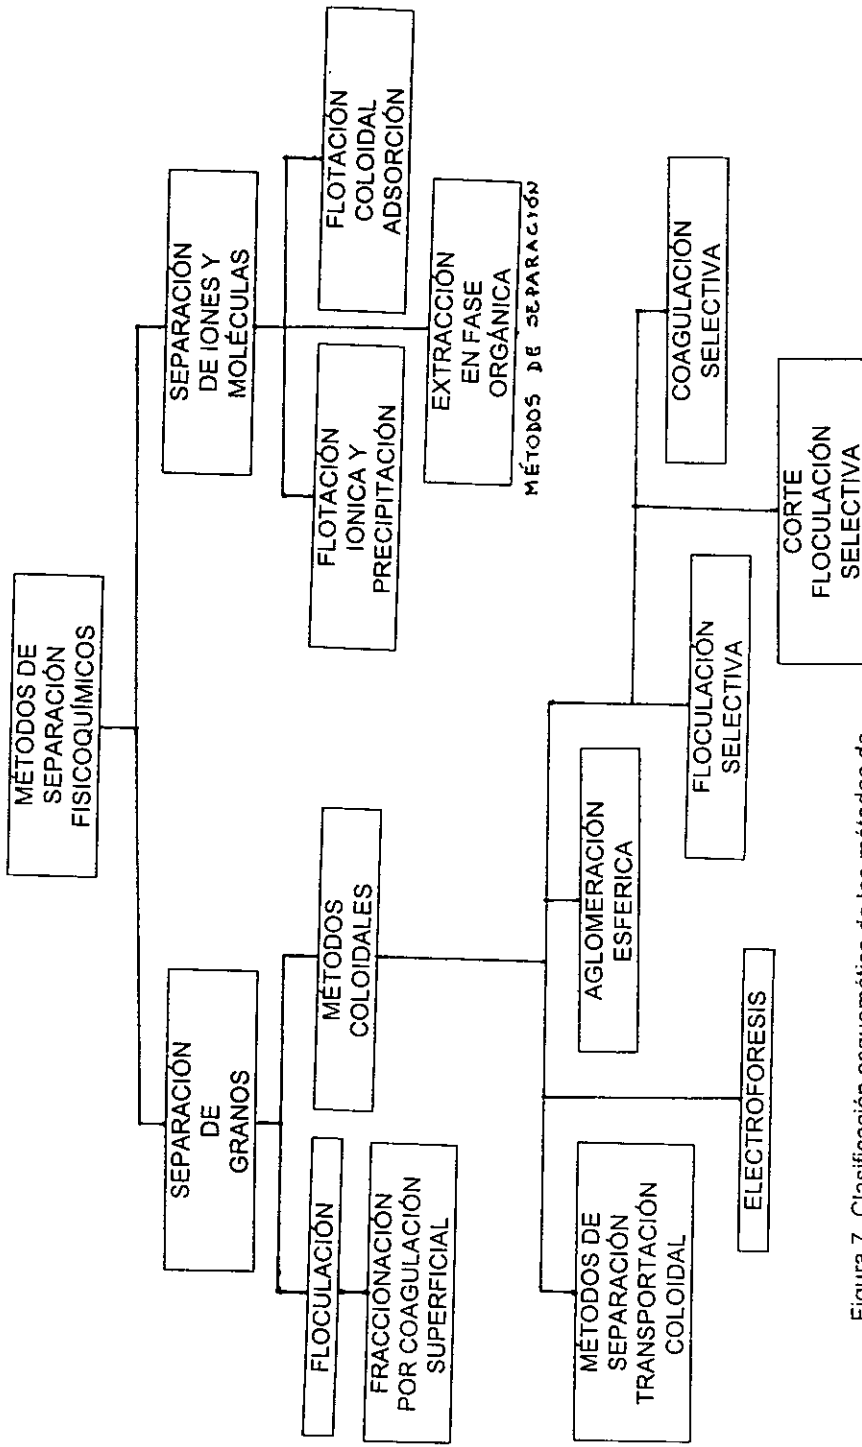 MÉTODOS DE
SEPARACIÓN
FISICOQUÍMICOS
SEPARACIÓN
DE
GRANOS
SEPARACIÓN
DE IONES Y
MOLÉCULAS
FLOCULACIÓN
FRACCIONACIÓN
POR COAGULACIÓN
SUPERFICIAL
MÉTODOS
COLOIDALES
FLOTACIÓN
IONICA Y
PRECIPITACIÓN
FLOTACIÓN
COLOIDAL
ADSORCIÓN
EXTRACCIÓN
EN FASE
ORGÁNICA
MÉTODOS DE SEPARACIÓN
MÉTODOS DE
SEPARACIÓN
TRANSPORTACIÓN
COLOIDAL
ELECTROFORESIS
AGLOMERACIÓN
ESFERICA
FLOCULACIÓN
SELECTIVA
CORTE
FLOCULACIÓN
SELECTIVA
COAGULACIÓN
SELECTIVA
Figura 7. Clasificación esquemática de los métodos de